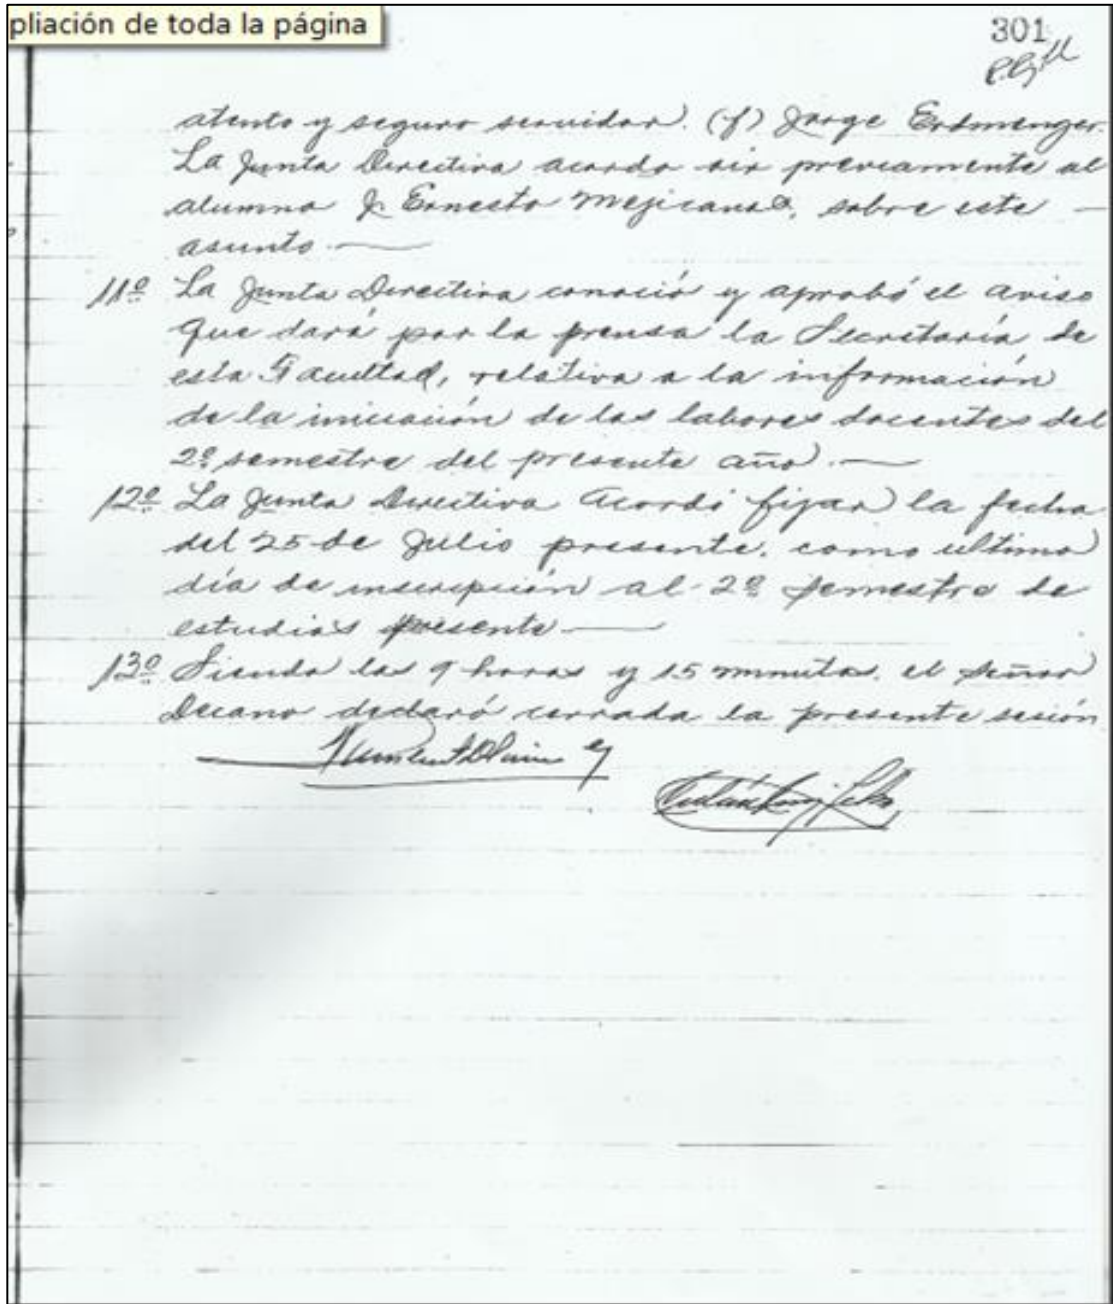 pliación de toda la página
301
atento y seguro servidor. (f) Jorge Erdmenger.
La Junta Directiva acordo oir previamente al
alumno J. Ernesto Mejicano, sobre este —
asunto. —
11º La Junta Directiva conoció y aprobó el aviso
que dará por la prensa la Secretaría de
esta Facultad, relativa a la información
de la iniciación de las labores docentes del
2º semestre del presente año. —
12º La Junta Directiva Acordó fijar la fecha
del 25 de Julio presente. como ultimo
día de inscripción al 2º semestre de
estudios presente —
13º Siendo las 9 horas y 15 minutos. el Señor
Decano declaró cerrada la presente sesión